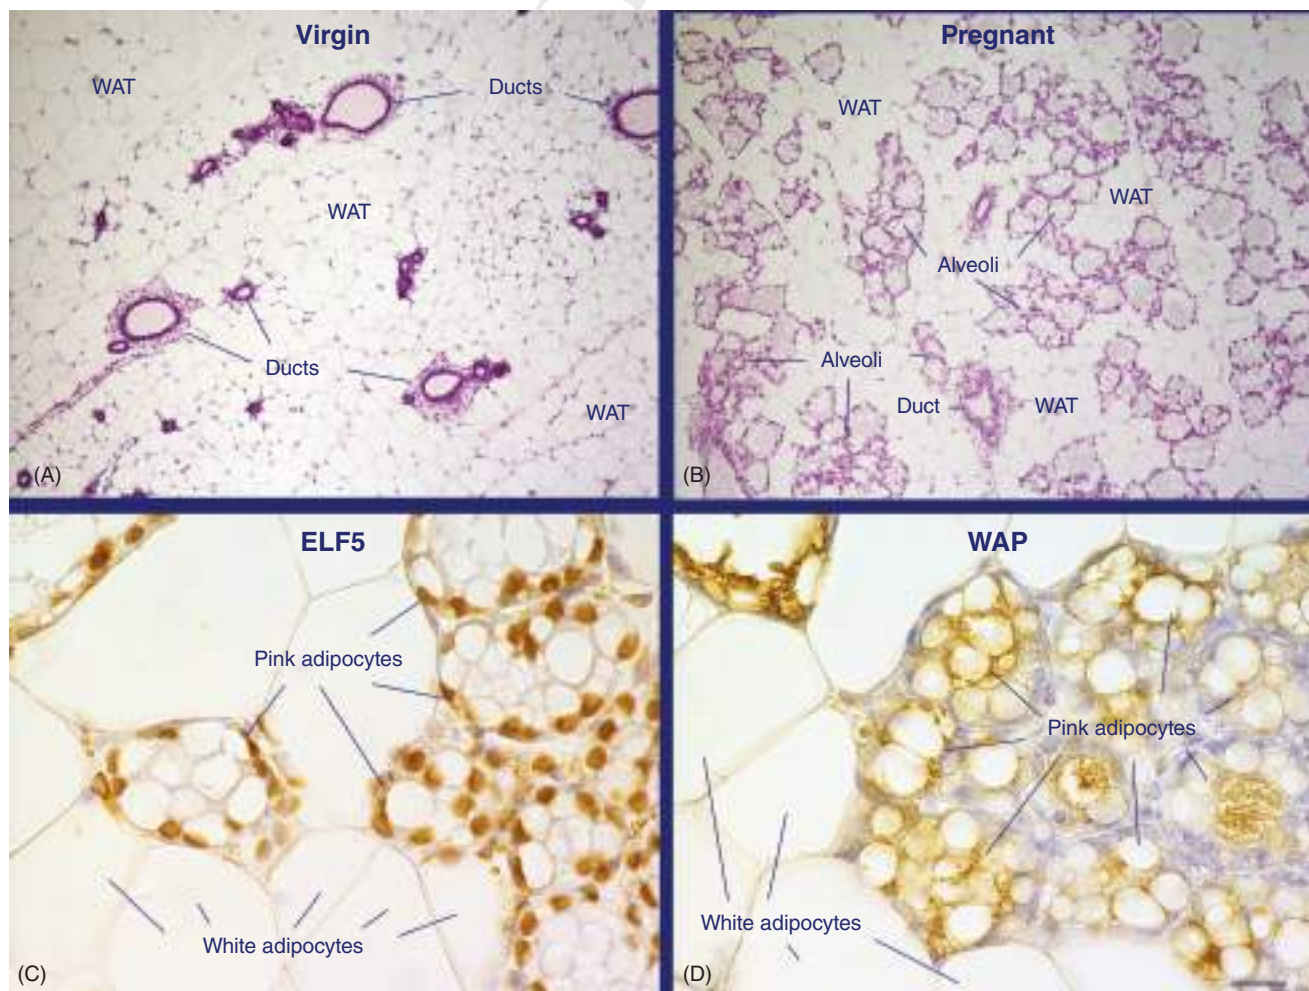 Virgin
WAT
Ducts
WAT
Ducts
WAT
(A)
Pregnant
WAT
WAT
Alveoli
Alveoli
Duct
WAT
(B)
ELF5
Pink adipocytes
White adipocytes
(C)
WAP
Pink adipocytes
White adipocytes
(D)